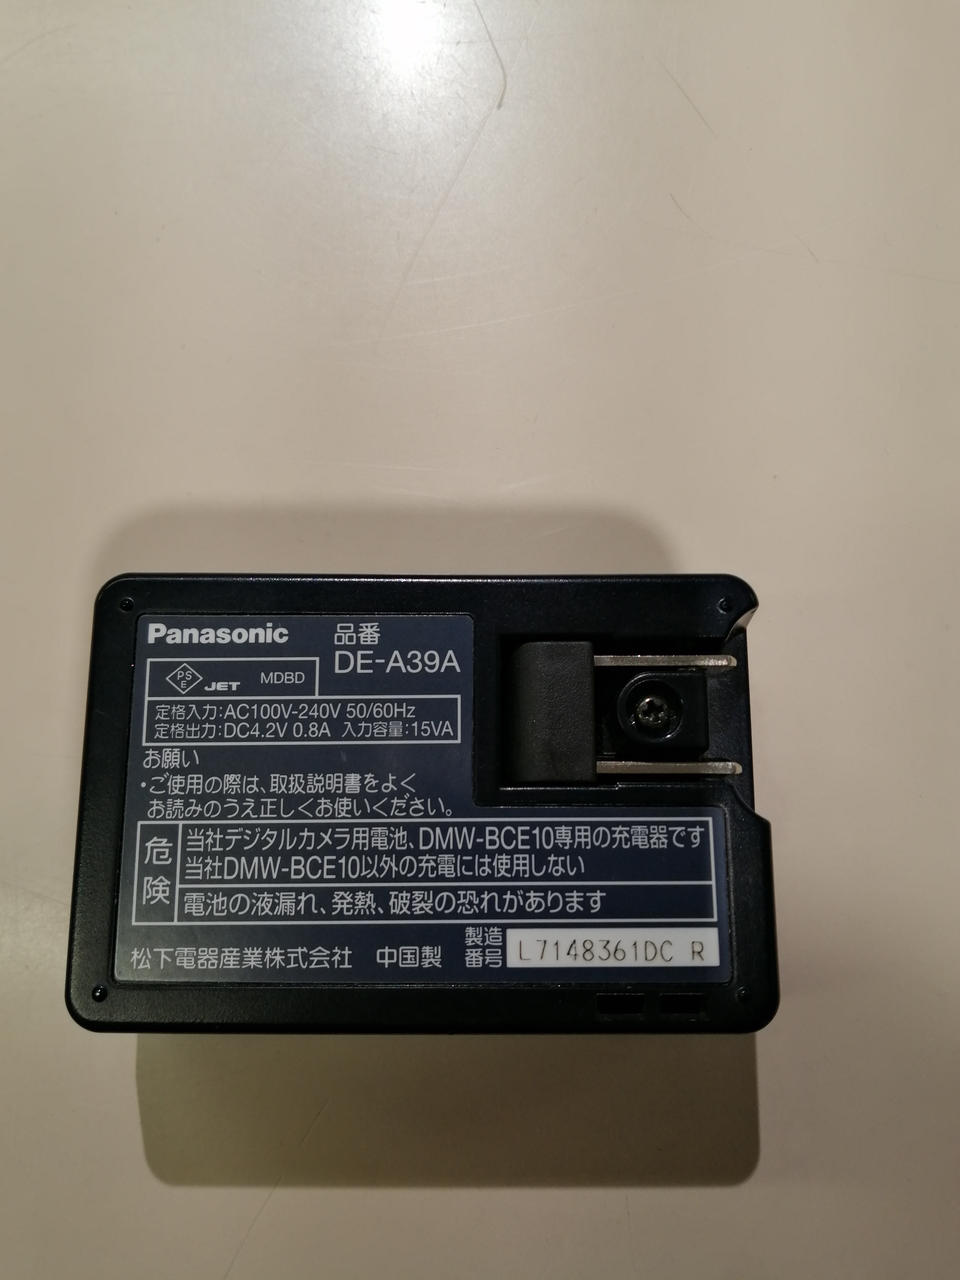 Panasonic
品番
DE-A39A
PS
E
JET
MDBD
定格入力:AC100V-240V 50/60Hz
定格出力:DC4.2V 0.8A 入力容量:15VA
お願い
・ご使用の際は、取扱説明書をよく
お読みのうえ正しくお使いください。
危険
当社デジタルカメラ用電池、DMW-BCE10専用の充電器です
当社DMW-BCE10以外の充電には使用しない
電池の液漏れ、発熱、破裂の恐れがあります
松下電器産業株式会社 中国製
製造番号 L7148361DC R